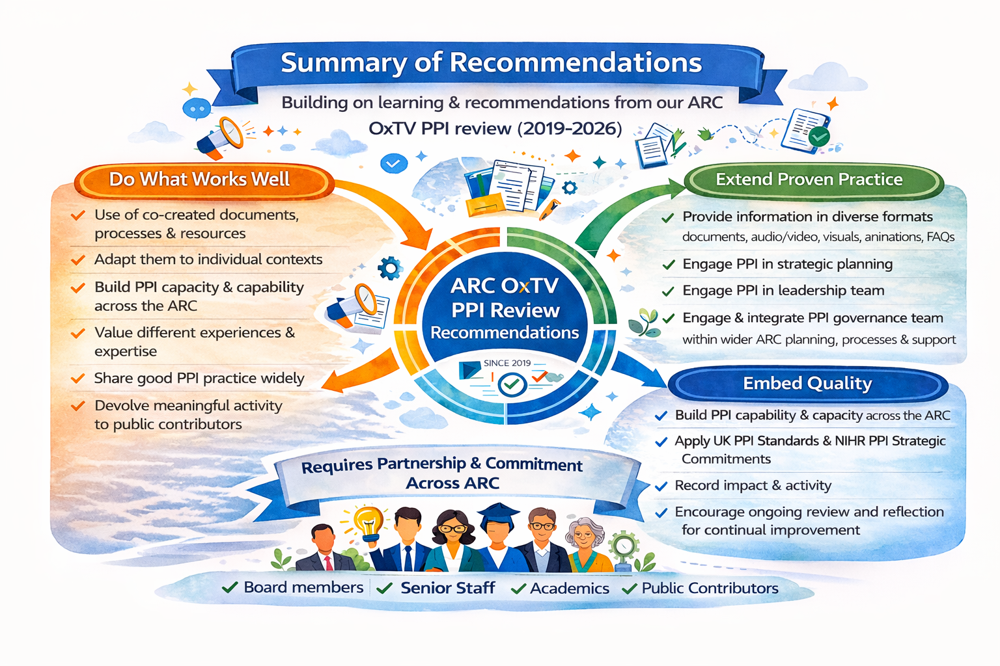 Summary of Recommendations
Building on learning & recommendations from our ARC
OxTV PPI review (2019-2026)
Do What Works Well
Use of co-created documents,
processes & resources
Adapt them to individual contexts
Build PPI capacity & capability
across the ARC
Value different experiences &
expertise
Share good PPI practice widely
Devolve meaningful activity
to public contributors
ARC OxTV
PPI Review
Recommendations
SINCE 2019
Extend Proven Practice
Provide information in diverse formats
documents, audio/video, visuals, aninations, FAQs
Engage PPI in strategic planning
Engage PPI in leadership team
Engage & integrate PPI governance team
within wider ARC planning, processes & support
Embed Quality
Build PPI capability & capacity across the ARC
Apply UK PPI Standards & NIHR PPI Strategic
Commitments
Record impact & activity
Encourage ongoing review and reflection
for continual improvement
Requires Partnership & Commitment
Across ARC
Board members
Senior Staff
Academics
Public Contributors